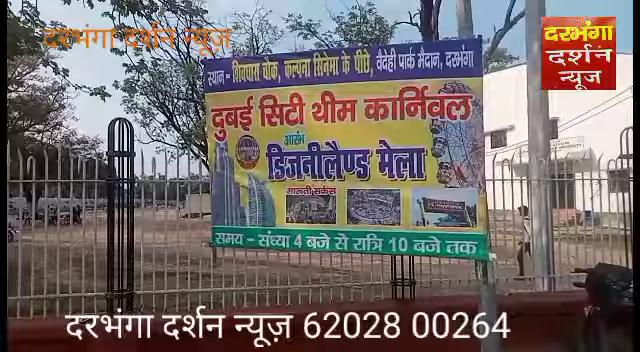 दरभंगा दर्शन न्यूज
दरभंगा
दर्शन
न्यूज
स्थान - शिवधारा चौक, कल्पना सिनेमा के पीछे, वैदेही पार्क मैदान, दरभंगा
दुबई सिटी थीम कार्निवल
आरंभ
डिजनीलैण्ड मेला
मारूती सर्कस
समय - संध्या 4 बजे से रात्रि 10 बजे तक
दरभंगा दर्शन न्यूज़ 62028 00264